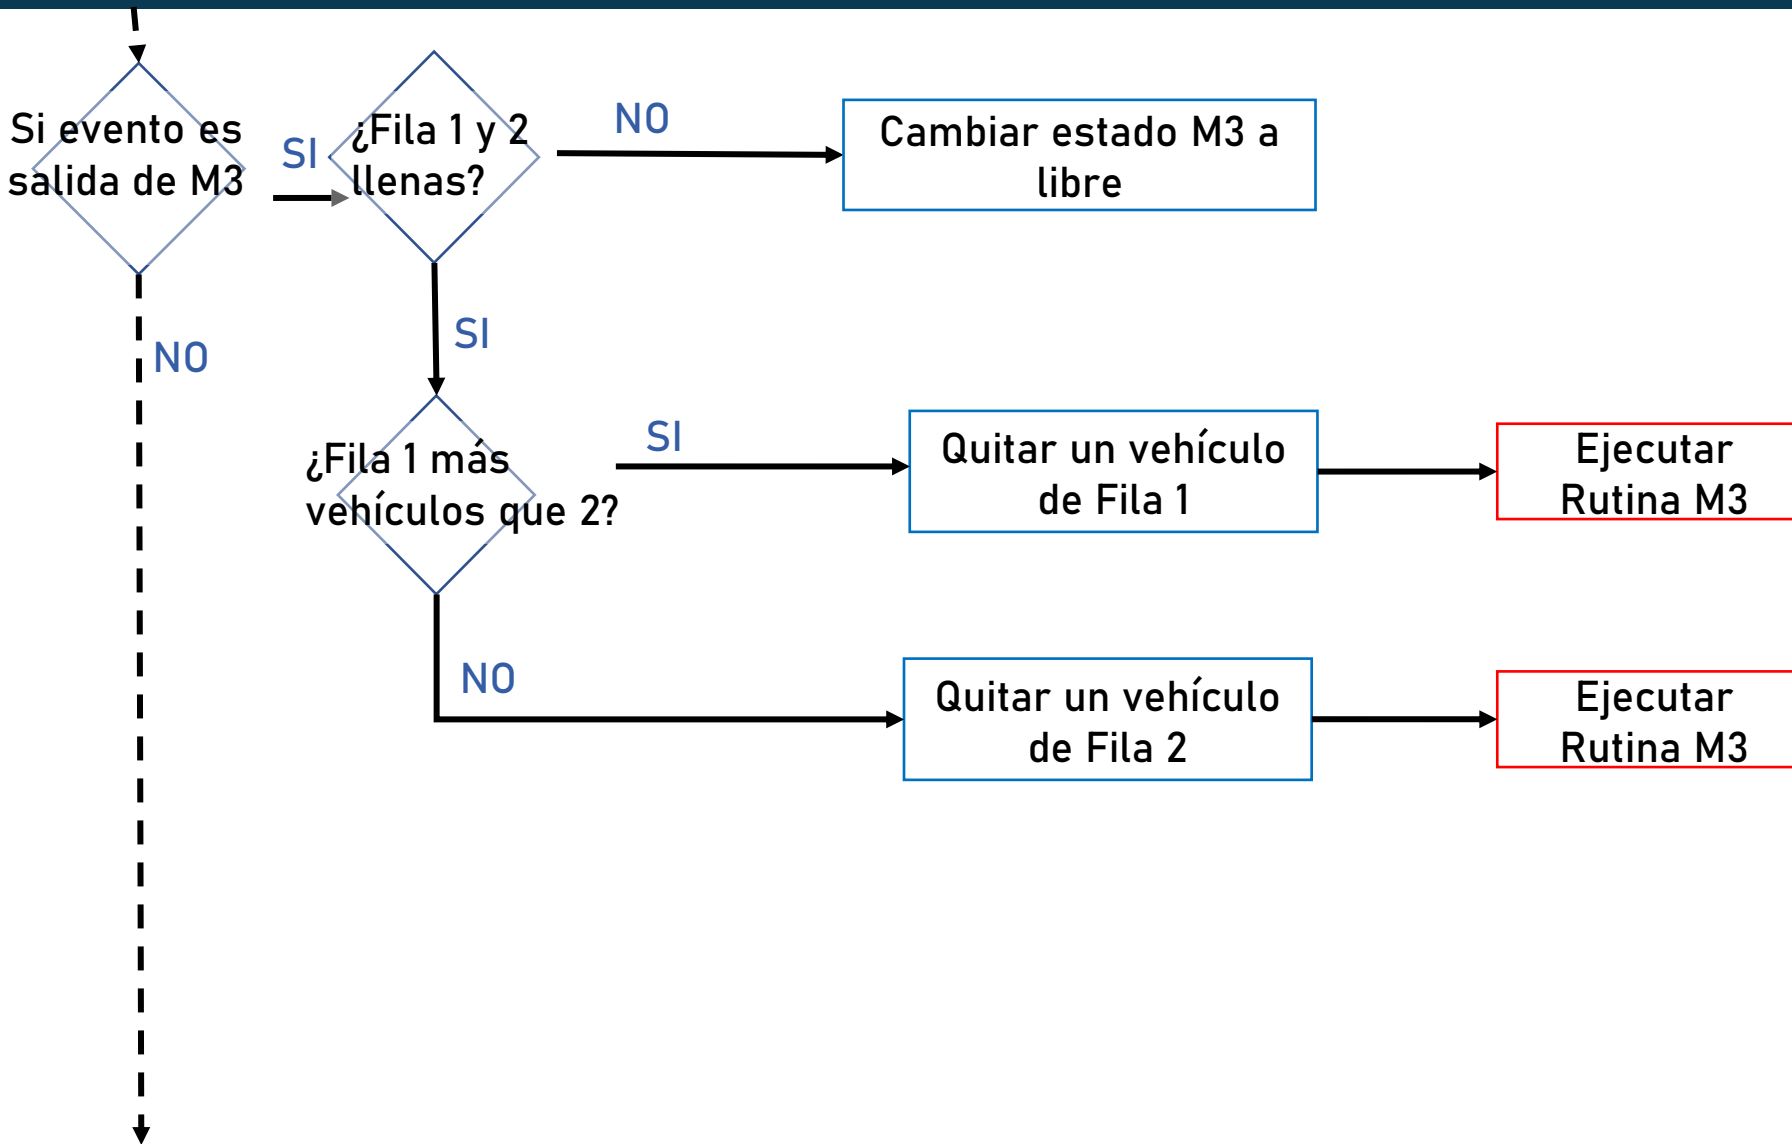 Si evento es
salida de M3
SI
¿Fila 1 y 2
llenas?
NO
Cambiar estado M3 a
libre
NO
SI
¿Fila 1 más
vehículos que 2?
SI
Quitar un vehículo
de Fila 1
Ejecutar
Rutina M3
NO
Quitar un vehículo
de Fila 2
Ejecutar
Rutina M3